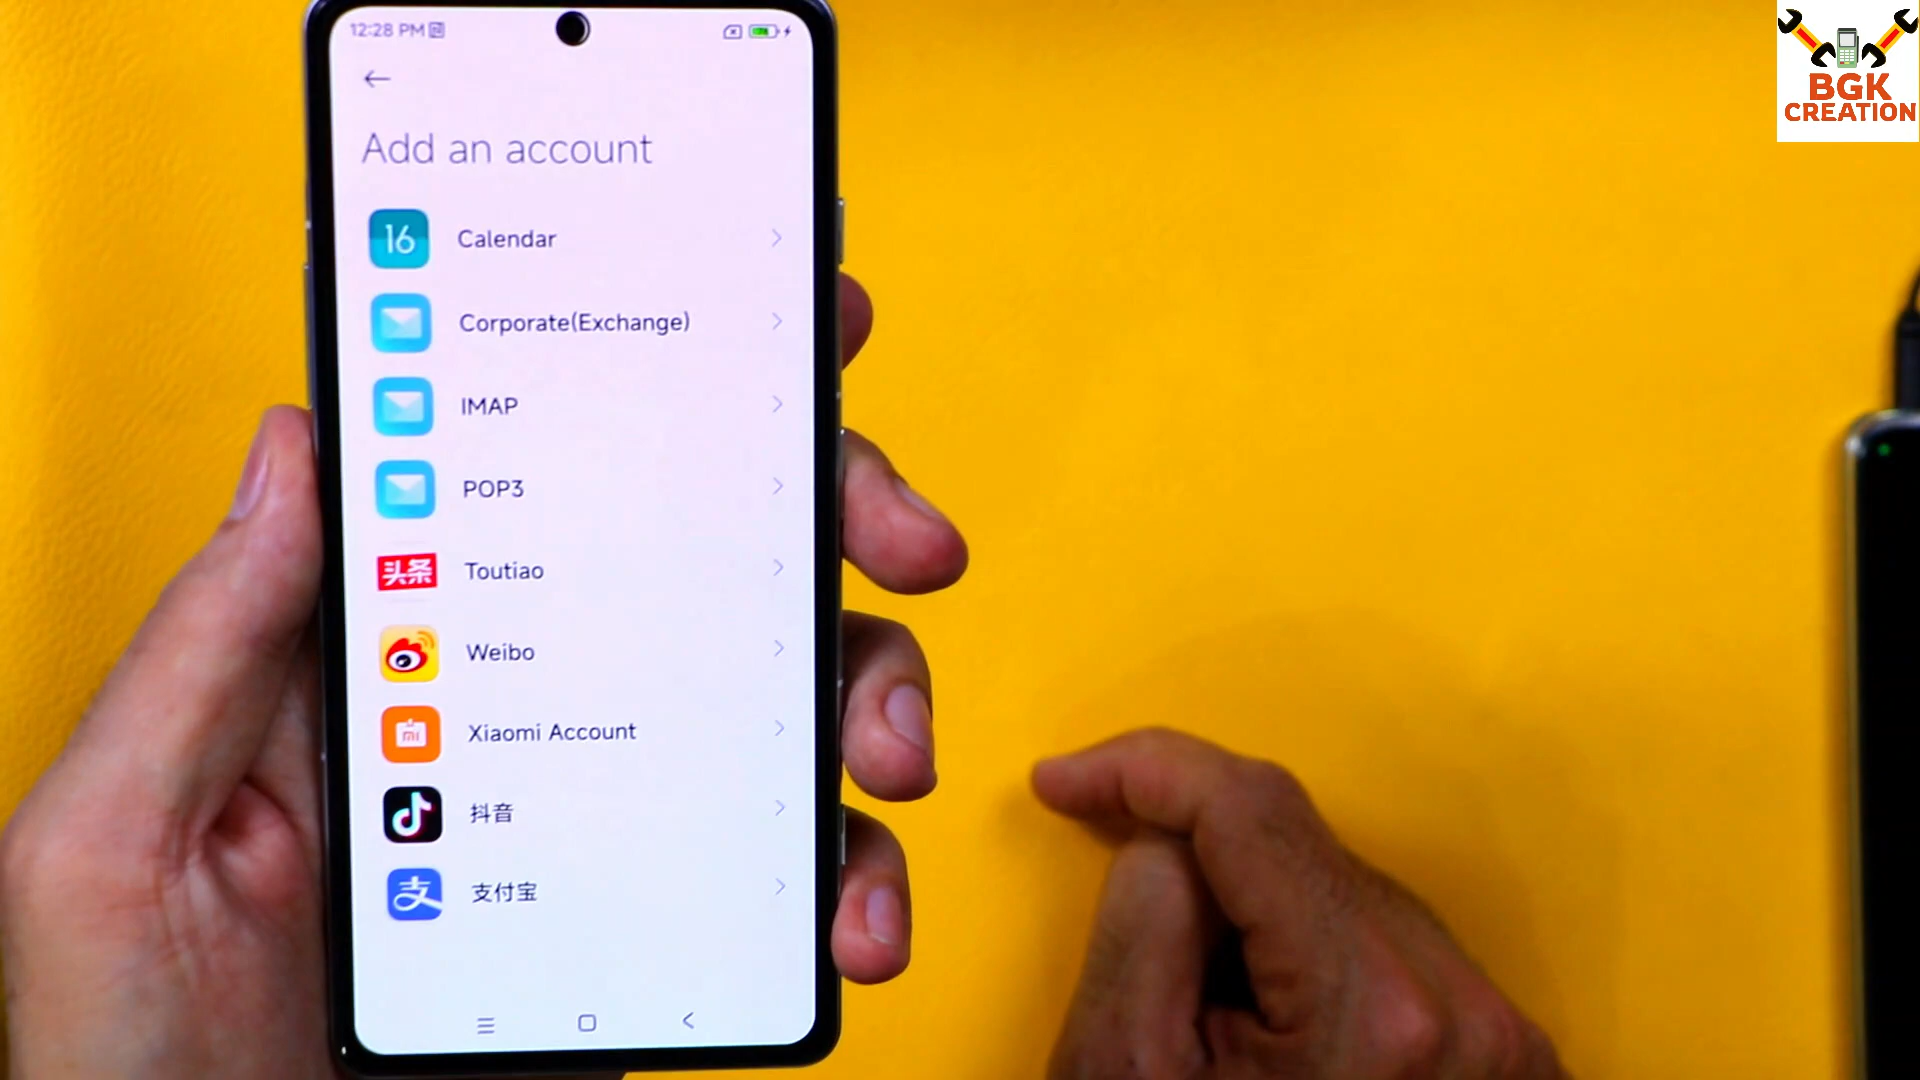 12:28 PM
BGK
CREATION
Add an account
16
Calendar
Corporate(Exchange)
IMAP
POP3
头条
Toutiao
Weibo
mi
Xiaomi Account
抖音
支
支付宝